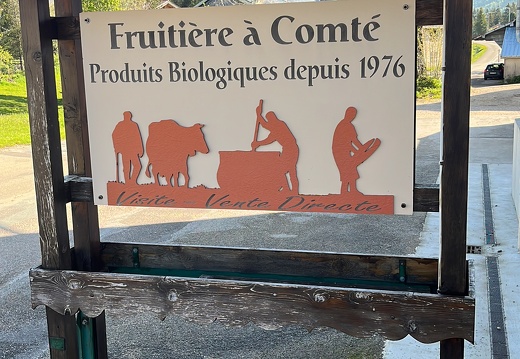 Fruitière à Comté
Produits Biologiques depuis 1976
Visite Vente Directe